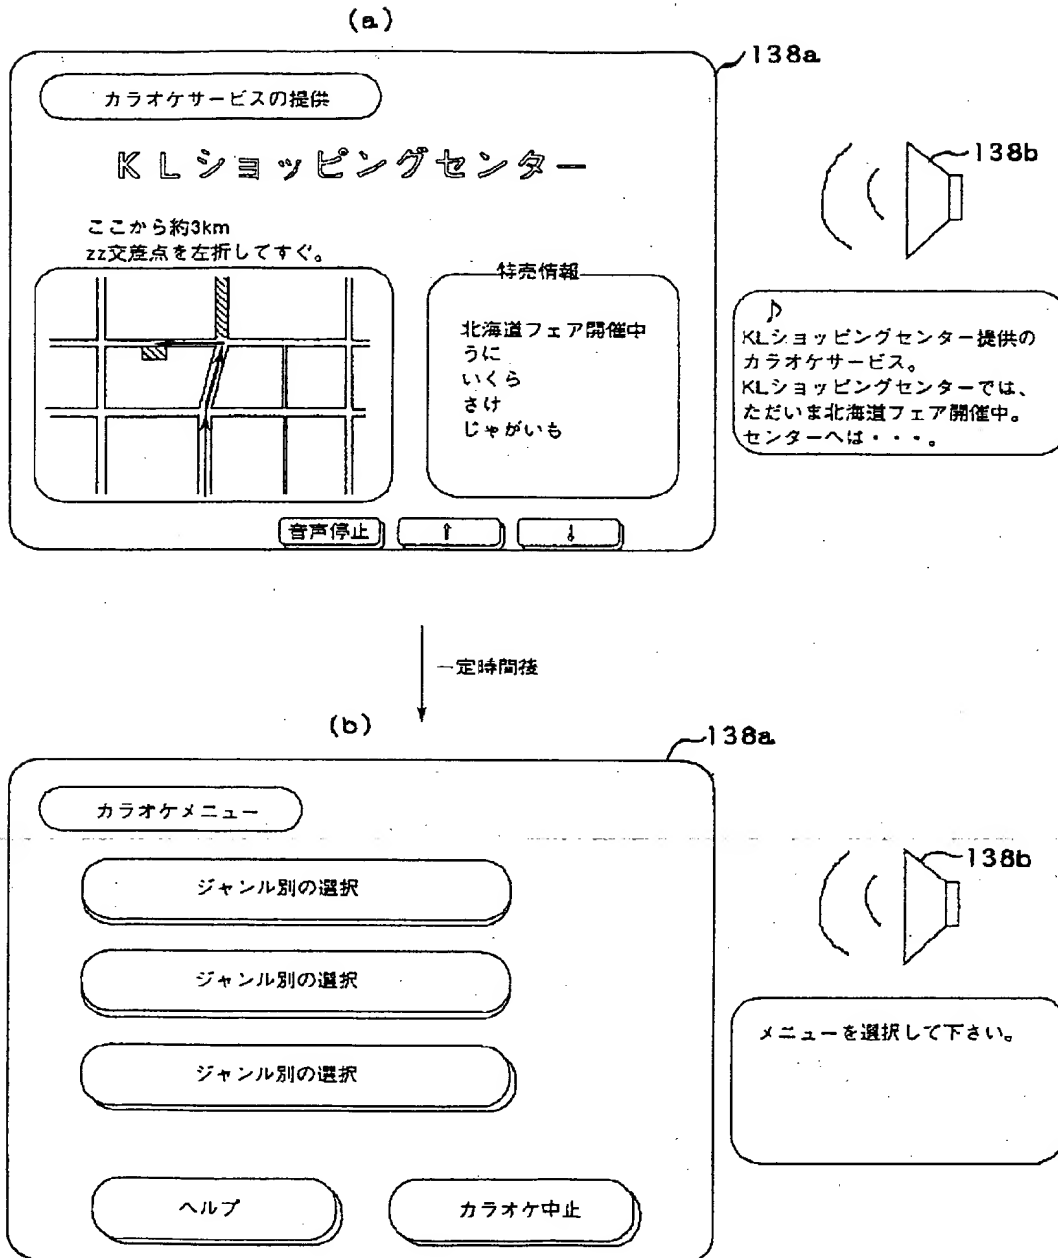 (a)
138a
カラオケサービスの提供
KLショッピングセンター
138b
ここから約3km
zz交差点を左折してすぐ。
特売情報
北海道フェア開催中
うに
いくら
さけ
じゃがいも
♪
KLショッピングセンター提供の
カラオケサービス。
KLショッピングセンターでは、
ただいま北海道フェア開催中。
センターへは・・・。
音声停止
↑
↓
一定時間後
(b)
138a
カラオケメニュー
138b
ジャンル別の選択
ジャンル別の選択
ジャンル別の選択
メニューを選択して下さい。
ヘルプ
カラオケ中止